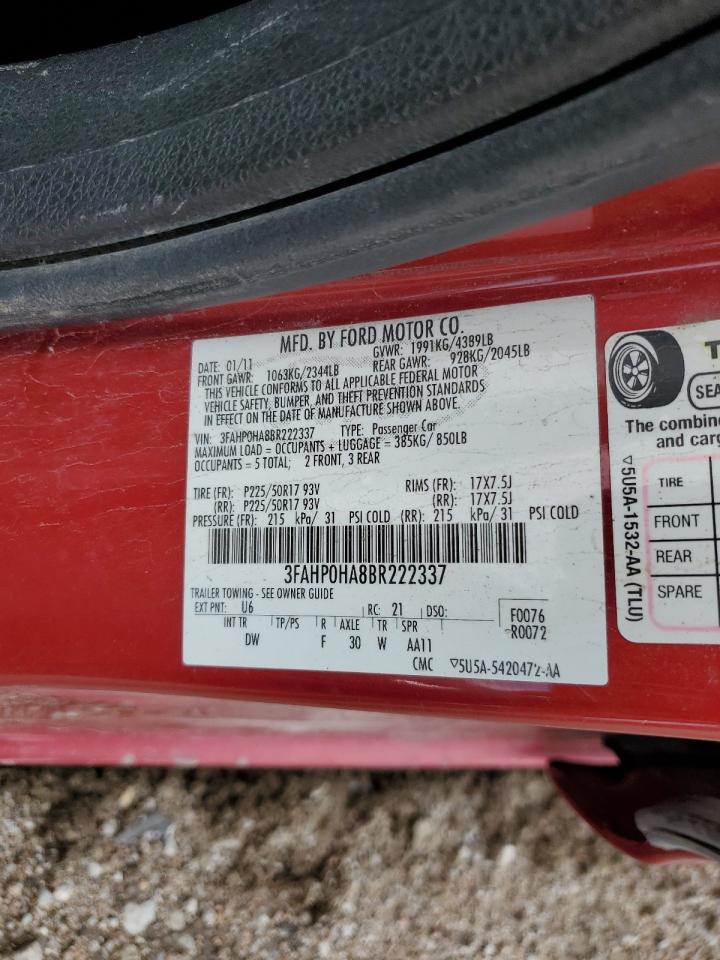 MFD. BY FORD MOTOR CO.
DATE: 01/11 GVWR: 1991KG/4389LB
FRONT GAWR: 1063KG/2344LB REAR GAWR: 928KG/2045LB
THIS VEHICLE CONFORMS TO ALL APPLICABLE FEDERAL MOTOR
VEHICLE SAFETY, BUMPER, AND THEFT PREVENTION STANDARDS
IN EFFECT ON THE DATE OF MANUFACTURE SHOWN ABOVE.
VIN: 3FAHP0HA8BR222337 TYPE: Passenger Car
MAXIMUM LOAD = OCCUPANTS + LUGGAGE = 385KG/ 850LB
OCCUPANTS = 5 TOTAL; 2 FRONT, 3 REAR
TIRE (FR): P225/50R17 93V RIMS (FR): 17X7.5J
(RR): P225/50R17 93V (RR): 17X7.5J
PRESSURE (FR): 215 kPa/ 31 PSI COLD (RR): 215 kPa/ 31 PSI COLD
3FAHP0HA8BR222337
TRAILER TOWING - SEE OWNER GUIDE
EXT PNT: U6 RC: 21 DSO: F0076
INT TR TP/PS R AXLE TR SPR R0072
DW F 30 W AA11
CMC ▽5U5A-5420472-AA
T
SEA
The combin
and carg
TIRE
FRONT
REAR
SPARE
▽5U5A-1532-AA (TLU)